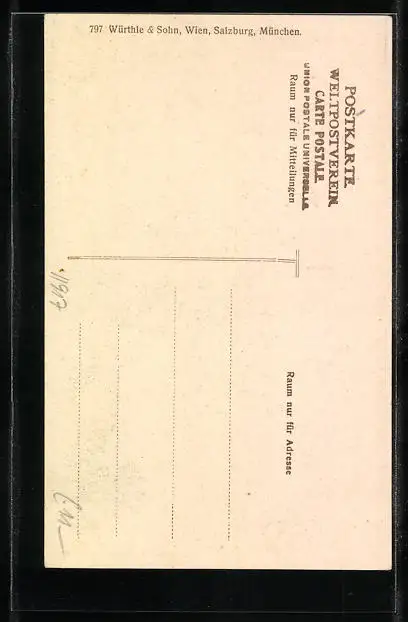 797 Würthle & Sohn, Wien, Salzburg, München.
POSTKARTE
WELTPOSTVEREIN.
CARTE POSTALE
UNION POSTALE UNIVERSELLE.
Raum nur für Mitteilungen
Raum nur für Adresse